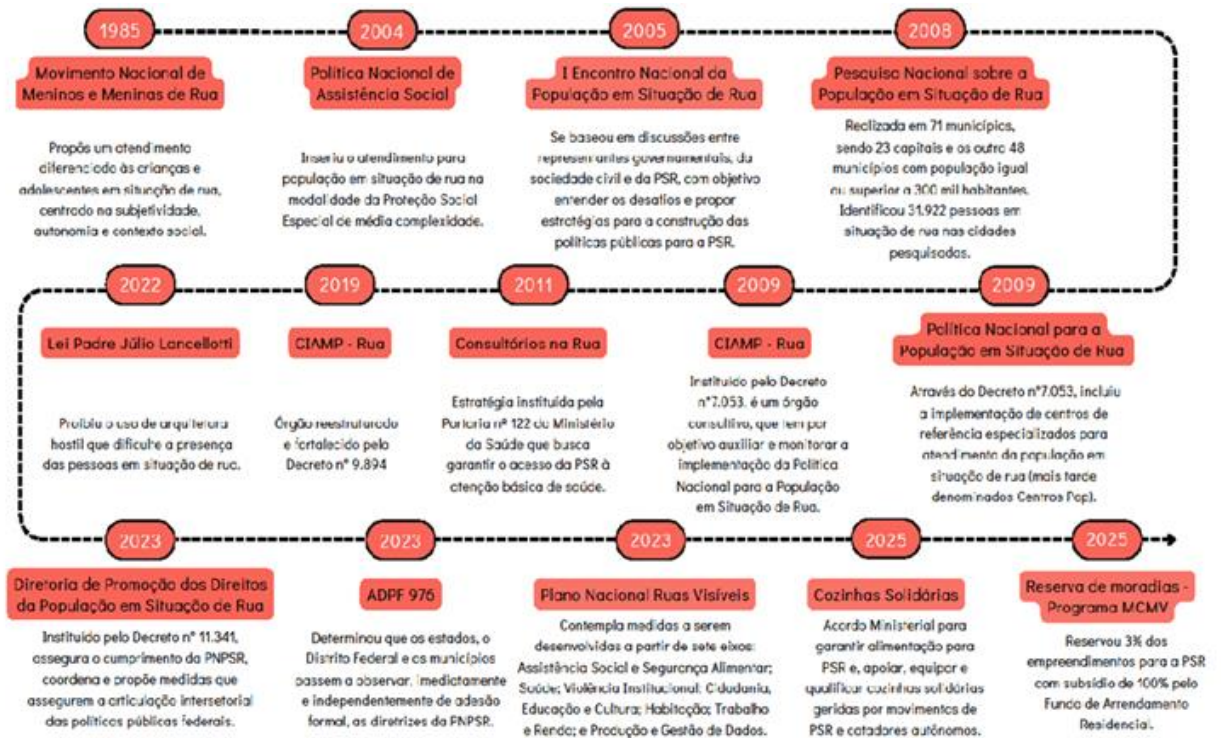 1985
Movimento Nacional de
Meninos e Meninas de Rua
Propôs um atendimento
diferenciado às crianças e
adolescentes em situação de rua,
centrado na subjetividade,
autonomia e contexto social.
2004
Política Nacional de
Assistência Social
Inseriu o atendimento para
população em situação de rua na
modalidade da Proteção Social
Especial de média complexidade.
2005
I Encontro Nacional da
População em Situação de Rua
Se baseou em discussões entre
representantes governamentais, da
sociedade civil e da PSR, com objetivo
entender os desafios e propor
estratégias para a construção das
políticas públicas para a PSR.
2008
Pesquisa Nacional sobre a
População em Situação de Rua
Realizada em 71 municípios,
sendo 23 capitais e os outro 48
municípios com população igual
ou superior a 300 mil habitantes.
Identificou 31.922 pessoas em
situação de rua nas cidades
pesquisadas.
2022
Lei Padre Júlio Lancellotti
Proibiu o uso de arquitetura
hostil que dificulte a presença
das pessoas em situação de rua.
2019
CIAMP - Rua
Órgão reestruturado
e fortalecido pelo
Decreto n° 9.894
2011
Consultórios na Rua
Estratégia instituída pela
Portaria nº 122 do Ministério
da Saúde que busca
garantir o acesso da PSR à
atenção básica de saúde.
2009
CIAMP - Rua
Instituído pelo Decreto
n°7.053, é um órgão
consultivo, que tem por
objetivo auxiliar e monitorar a
implementação da Política
Nacional para a População
em Situação de Rua.
2009
Política Nacional para a
População em Situação de Rua
Através do Decreto n°7.053, incluiu
a implementação de centros de
referência especializados para
atendimento da população em
situação de rua (mais tarde
denominados Centros Pop).
2023
Diretoria de Promoção dos Direitos
da População em Situação de Rua
Instituído pelo Decreto n° 11.341,
assegura o cumprimento da PNPSR,
coordena e propõe medidas que
assegurem a articulação intersetorial
das políticas públicas federais.
2023
ADPF 976
Determinou que os estados, o
Distrito Federal e os municípios
passem a observar, imediatamente
e independentemente de adesão
formal, as diretrizes da PNPSR.
2023
Plano Nacional Ruas Visíveis
Contempla medidas a serem
desenvolvidas a partir de sete eixos:
Assistência Social e Segurança Alimentar;
Saúde; Violência Institucional; Cidadania,
Educação e Cultura; Habitação; Trabalho
e Renda; e Produção e Gestão de Dados.
2025
Cozinhas Solidárias
Acordo Ministerial para
garantir alimentação para
PSR e, apoiar, equipar e
qualificar cozinhas solidárias
geridas por movimentos de
PSR e catadores autônomos.
2025
Reserva de moradias -
Programa MCMV
Reservou 3% dos
empreendimentos para a PSR
com subsídio de 100% pelo
Fundo de Arrendamento
Residencial.